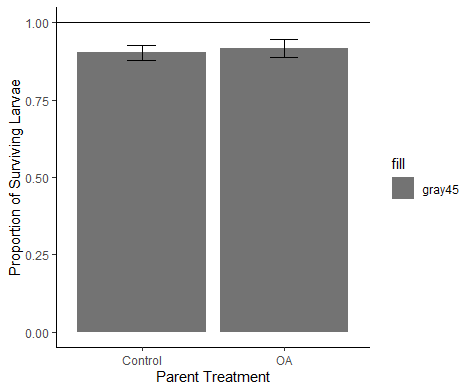 Proportion of Surviving Larvae
1.00
0.75
0.50
0.25
0.00
Control OA
Parent Treatment
fill
gray45